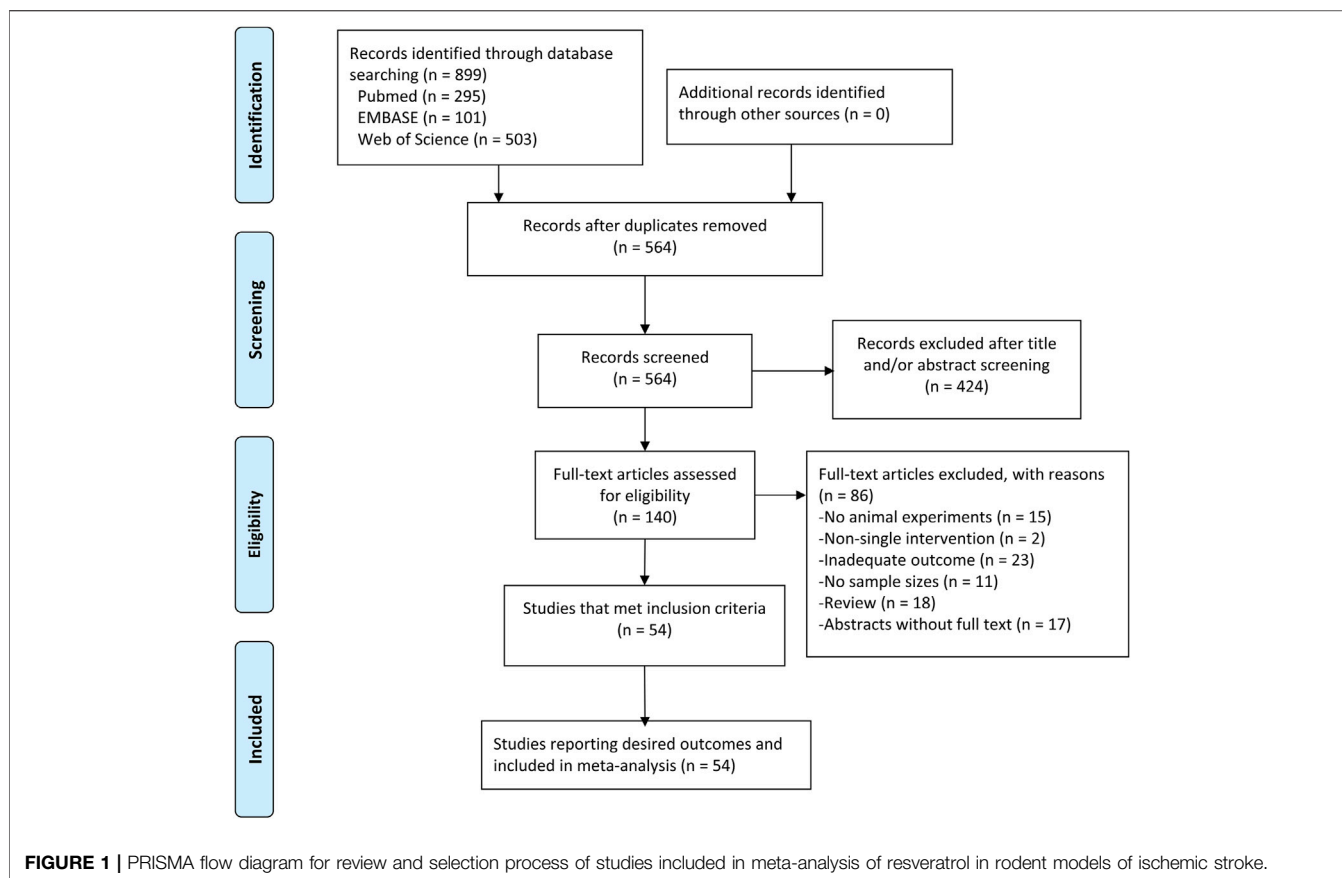 Identification
Records identified through database
searching (n = 899)
Pubmed = 295)
EMBASE (n = 101)
Web of Science (n = 503)
Additional records identified
through other sources (n = 0)
Records after duplicates removed
(n = 564)
Screening
Records screened
(n = 564)
Records excluded after title
and/or abstract screening
(n = 424)
Eligibility
Full-text articles assessed
for eligibility
(n = 140)
Full-text articles excluded, with reasons
(n = 86)
-No animal experiments (n = 15)
-Non-single intervention (n = 2)
-Inadequate outcome (n = 23)
-No sample sizes (n = 11)
-Review (n = 18)
-Abstracts without full text (n = 17)
Studies that met inclusion criteria
(n = 54)
Included
Studies reporting desired outcomes and
included in meta-analysis (n = 54)
FIGURE 1 | PRISMA flow diagram for review and selection process of studies included in meta-analysis of resveratrol in rodent models of ischemic stroke.